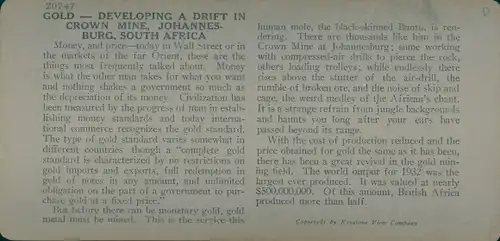 20747
GOLD — DEVELOPING A DRIFT IN
CROWN MINE, JOHANNES-
BURG, SOUTH AFRICA
Money, and price—today in Wall Street or in
the markets of the far Orient, these are the
things most frequently talked about. Money
is what the other man takes for what you want
and nothing shakes a government so much as
the depreciation of its money. Civilization has
been measured by the progress of man in estab-
lishing money standards and today interna-
tional commerce recognizes the gold standard.
The type of gold standard varies somewhat in
different countries though a "complete gold
standard is characterized by no restrictions on
gold imports and exports, full redemption in
gold of notes in any amount, and unlimited
obligation on the part of a government to pur-
chase gold at a fixed price."
But before there can be monetary gold, gold
metal must be mined. This is the service this
human mole, the black-skinned Bantu, is ren-
dering. There are thousands like him in the
Crown Mine at Johannesburg; some working
with compressed-air drills to pierce the rock,
others loading trolleys; while endlessly there
rises above the stutter of the air-drill, the
rumble of broken ore, and the noise of skip and
cage, the weird medley of the African's chant.
It is a strange refrain from jungle backgrounds
and haunts you long after your ears have
passed beyond its range.
With the cost of production reduced and the
price obtained for gold the same as it has been,
there has been a great revival in the gold min-
ing field. The world output for 1932 was the
largest ever produced. It was valued at nearly
$500,000,000. Of this amount, British Africa
produced more than half.
Copyright by Keystone View Company